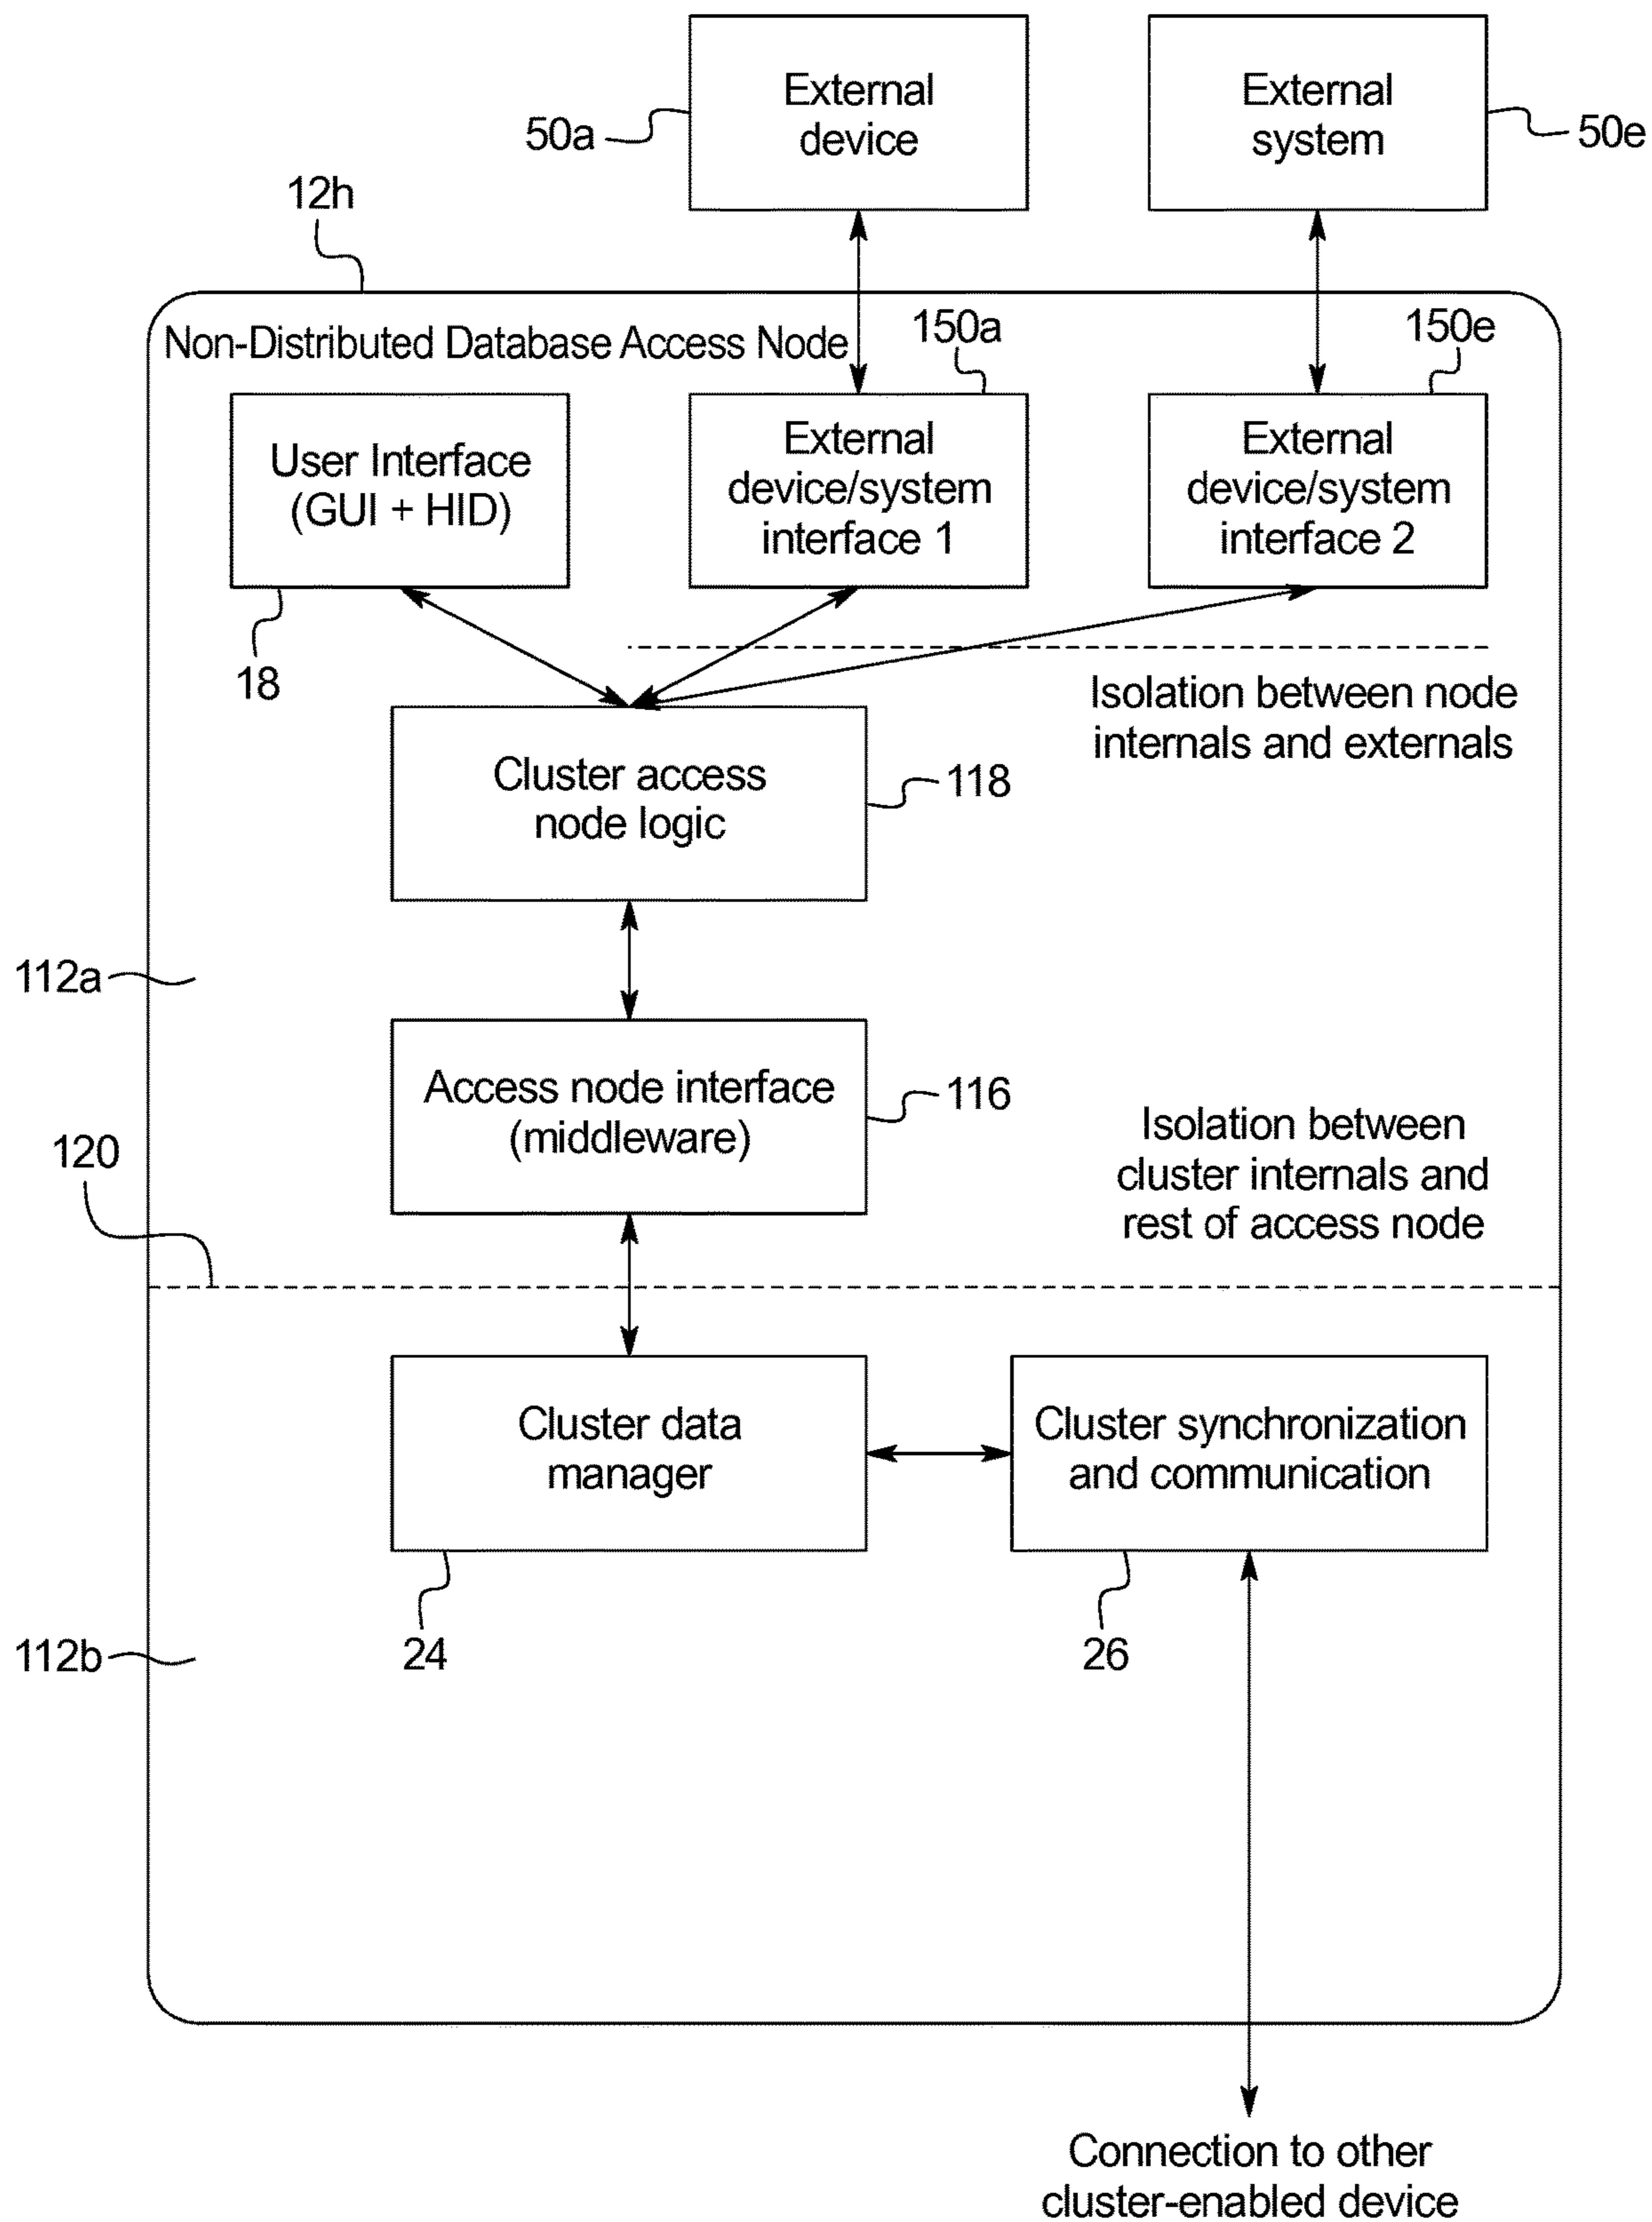 External
device
50a
External
system
50e
12h
Non-Distributed Database Access Node
150a
150e
User Interface
(GUI + HID)
18
External
device/system
interface 1
External
device/system
interface 2
Isolation between node
internals and externals
Cluster access
node logic
118
112a
Access node interface
(middleware)
116
Isolation between
cluster internals and
rest of access node
120
Cluster data
manager
24
Cluster synchronization
and communication
26
112b
Connection to other
cluster-enabled device